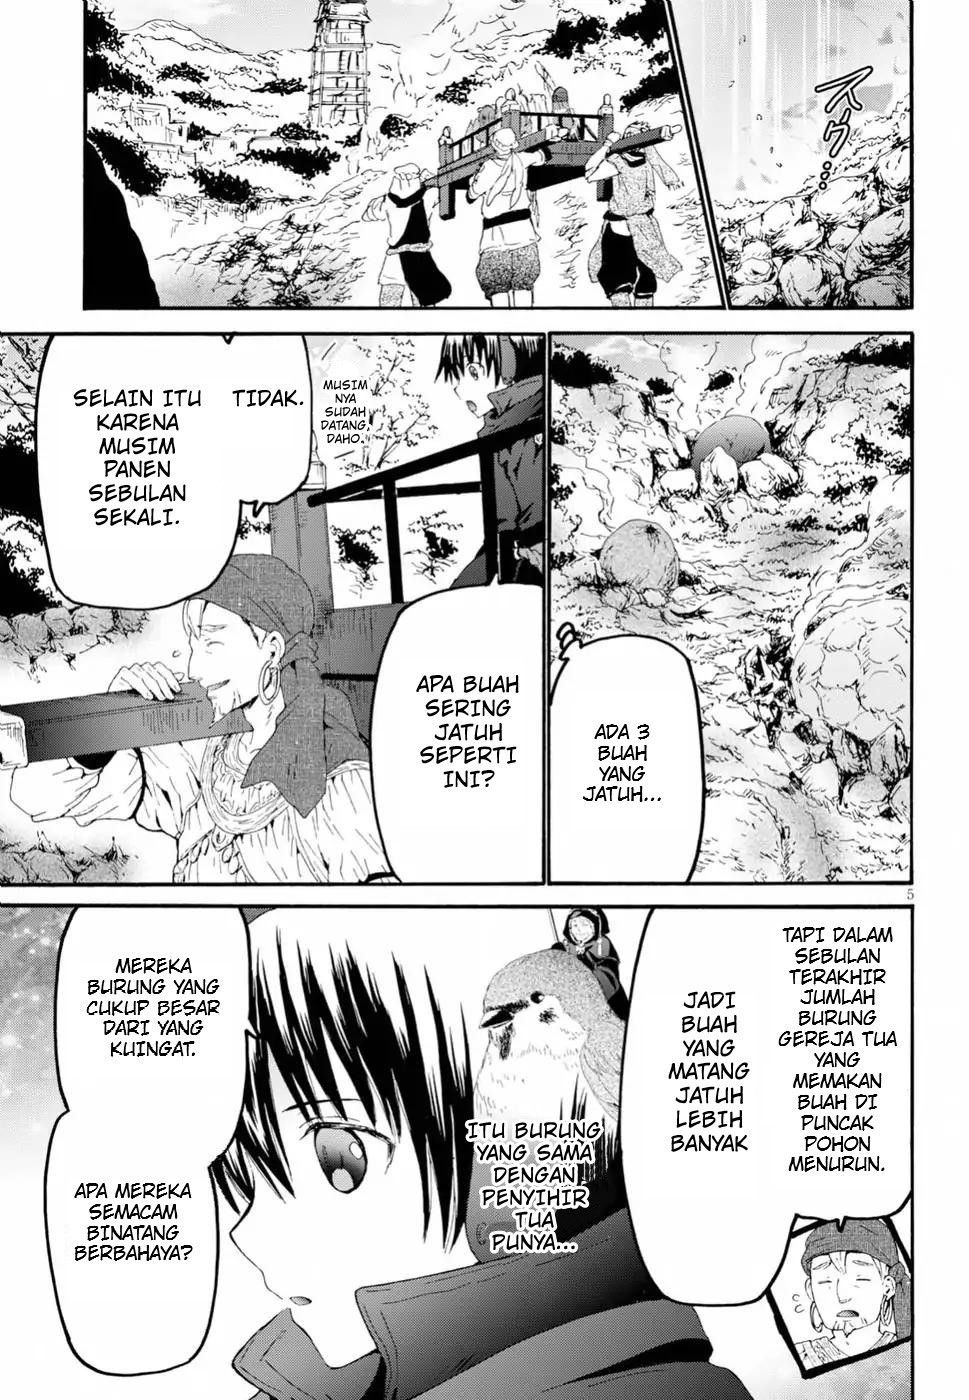 スゥ...
ADA 3
BUAH
YANG
JATUH...
APA BUAH
SERING
JATUH
SEPERTI
INI?
MUSIM
NYA
SUDAH
DATANG,
DAHO.
TIDAK.
SELAIN ITU
KARENA
MUSIM
PANEN
SEBULAN
SEKALI.
5
TAPI DALAM
SEBULAN
TERAKHIR
JUMLAH
BURUNG
GEREJA TUA
YANG
MEMAKAN
BUAH DI
PUNCAK
POHON
MENURUN.
JADI
BUAH
YANG
MATANG
JATUH
LEBIH
BANYAK
ITU BURUNG
YANG SAMA
DENGAN
PENYIHIR
TUA
PUNYA...
MEREKA
BURUNG YANG
CUKUP BESAR
DARI YANG
KUINGAT.
APA MEREKA
SEMACAM
BINATANG
BERBAHAYA?